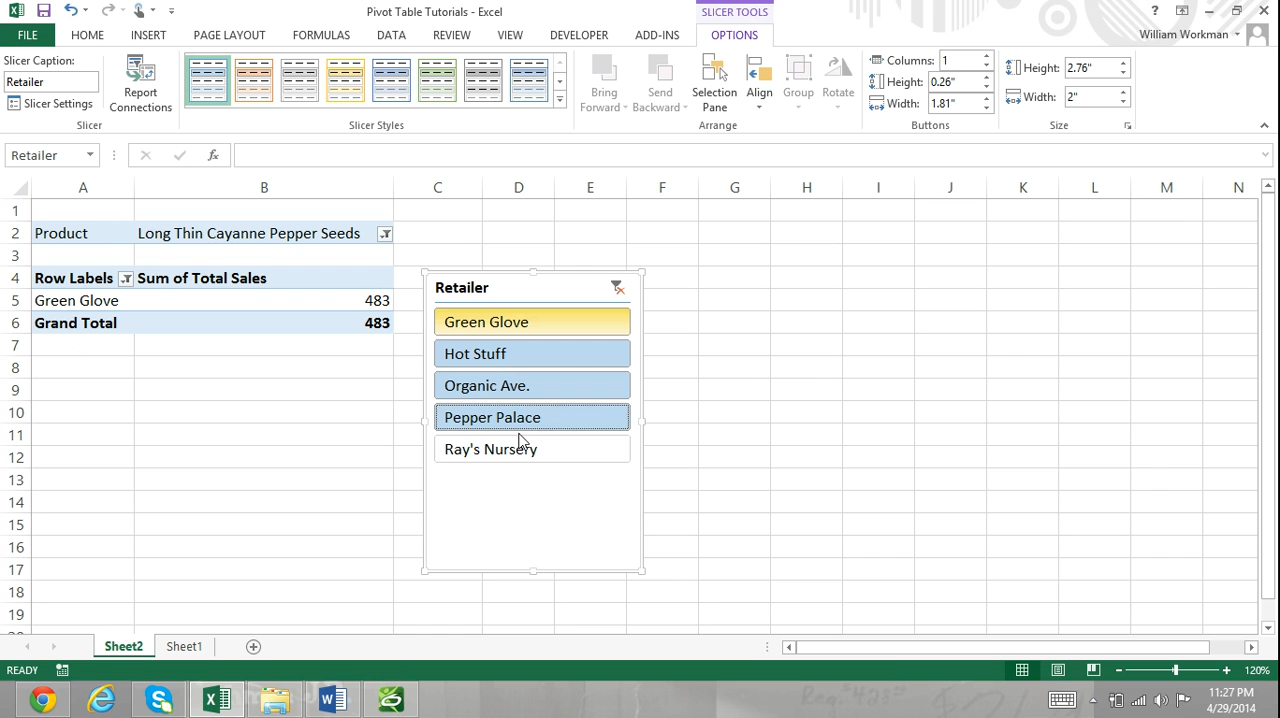 Pivot Table Tutorials - Excel
SLICER TOOLS
?
FILE HOME INSERT PAGE LAYOUT FORMULAS DATA REVIEW VIEW DEVELOPER ADD-INS OPTIONS
William Workman
Slicer Caption:
Retailer
Slicer Settings
Slicer
Report Connections
Slicer Styles
Bring Forward
Send Backward
Selection Pane
Align
Group
Rotate
Arrange
Columns: 1
Height: 0.26"
Width: 1.81"
Buttons
Height: 2.76"
Width: 2"
Size
Retailer
fx
A B C D E F G H I J K L M N
1
2 Product Long Thin Cayanne Pepper Seeds
3
4 Row Labels Sum of Total Sales
5 Green Glove 483
6 Grand Total 483
7
8
9
10
11
12
13
14
15
16
17
18
19
Retailer
Green Glove
Hot Stuff
Organic Ave.
Pepper Palace
Ray's Nursery
Sheet2 Sheet1
READY
120%
11:27 PM
4/29/2014